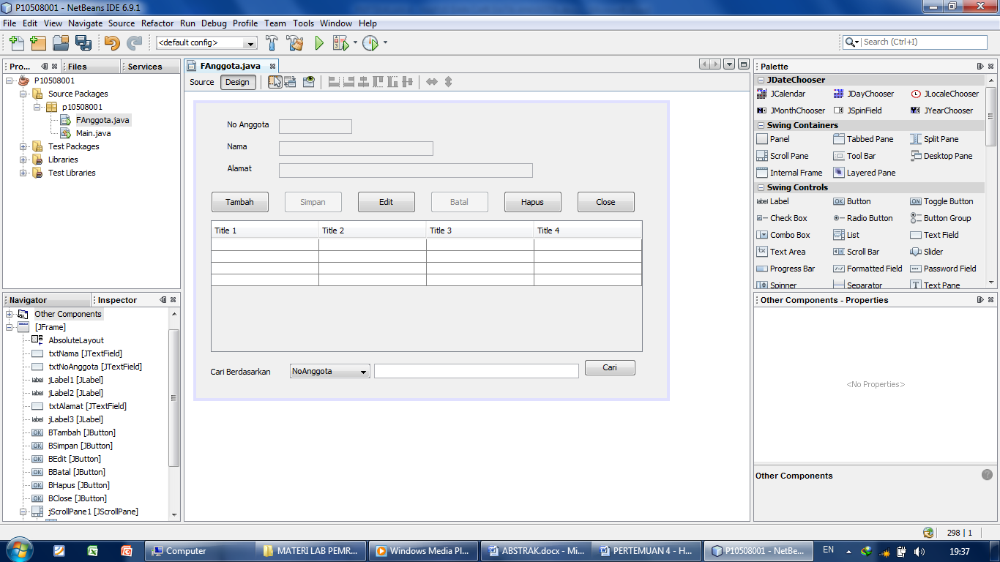 P10508001 - NetBeans IDE 6.9.1
File Edit View Navigate Source Refactor Run Debug Profile Team Tools Window Help
<default config>
Search (Ctrl+I)
Pro... Files Services
P10508001
Source Packages
p10508001
FAnggota.java
Main.java
Test Packages
Libraries
Test Libraries
Navigator Inspector
Other Components
[JFrame]
AbsoluteLayout
txtNama [JTextField]
txtNoAnggota [JTextField]
jLabel1 [JLabel]
jLabel2 [JLabel]
txtAlamat [JTextField]
jLabel3 [JLabel]
BTambah [JButton]
BSimpan [JButton]
BEdit [JButton]
BBatal [JButton]
BHapus [JButton]
BClose [JButton]
jScrollPane1 [JScrollPane]
FAnggota.java
Source Design
No Anggota
Nama
Alamat
Tambah Simpan Edit Batal Hapus Close
Title 1 Title 2 Title 3 Title 4
Cari Berdasarkan NoAnggota Cari
Palette
JDateChooser
JCalendar JDayChooser JLocaleChooser
JMonthChooser JSpinField JYearChooser
Swing Containers
Panel Tabbed Pane Split Pane
Scroll Pane Tool Bar Desktop Pane
Internal Frame Layered Pane
Swing Controls
label Label OK Button ON Toggle Button
Check Box Radio Button Button Group
Combo Box List Text Field
Text Area Scroll Bar Slider
Progress Bar Formatted Field Password Field
Spinner Separator Text Pane
Other Components - Properties
<No Properties>
Other Components
298 | 1
Computer MATERI LAB PEMR... Windows Media Pl... ABSTRAK.docx - Mi... PERTEMUAN 4 - H... P10508001 - NetBe... EN 19:37